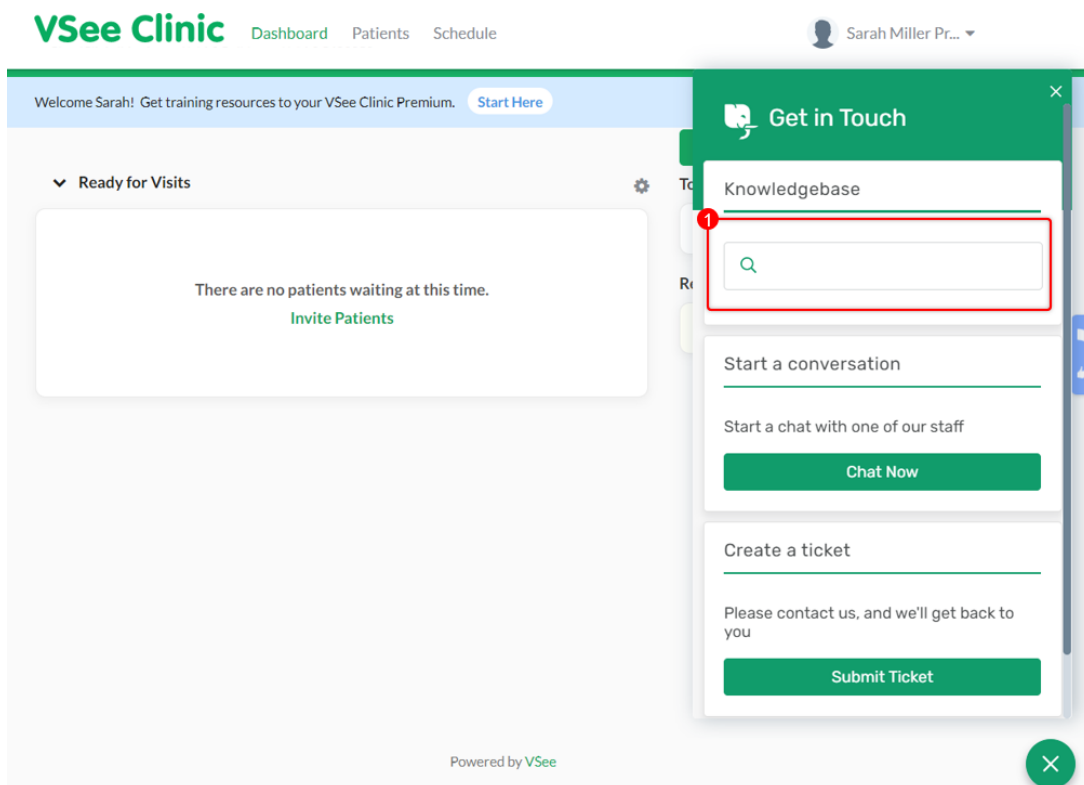 VSee Clinic Dashboard Patients Schedule Sarah Miller Pr...
Welcome Sarah! Get training resources to your VSee Clinic Premium. Start Here
Ready for Visits
There are no patients waiting at this time.
Invite Patients
To
Re
Get in Touch
Knowledgebase
1
Start a conversation
Start a chat with one of our staff
Chat Now
Create a ticket
Please contact us, and we'll get back to
you
Submit Ticket
Powered by VSee